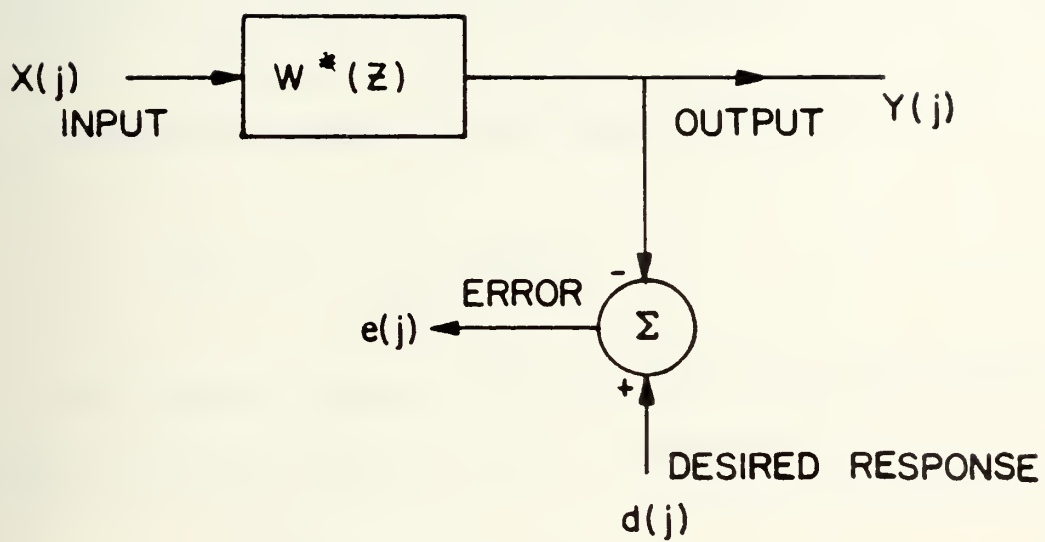 X(j)
INPUT
W*(Z)
OUTPUT
Y(j)
-
ERROR
e(j)
Σ
+
DESIRED RESPONSE
d(j)